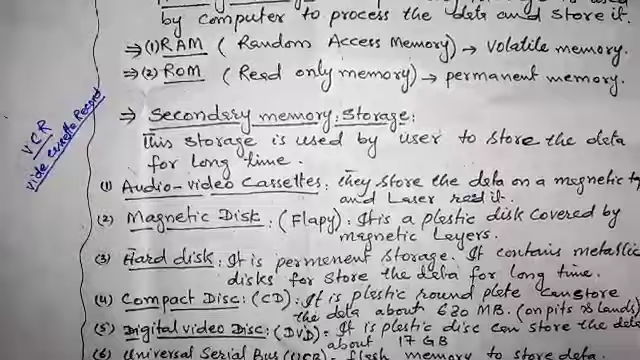 by computer to process the data and store it.
⇒ (1) RAM ( Random Access Memory) → volatile memory.
⇒ (2) ROM ( Read only memory) → permanent memory.
VCR
Vide Cassette Record
⇒ Secondary memory: Storage:
This storage is used by user to store the data
for long time.
(1) Audio-video Cassettes: they store the data on a magnetic
and Laser read it.
(2) Magnetic Disk: (Flapy): It is a plastic disk covered by
magnetic Layers.
(3) Hard disk: It is permenent storage. It contains metallic
disks for store the data for long time.
(4) Compact Disc: (CD): It is plestic round plete can store
the data about 680 MB. (on pits & lands)
(5) Digital video Disc: (DVD): It is plestic disc can store the data
about 17 GB
(6) Universal Serial Bus flash memory to store data.